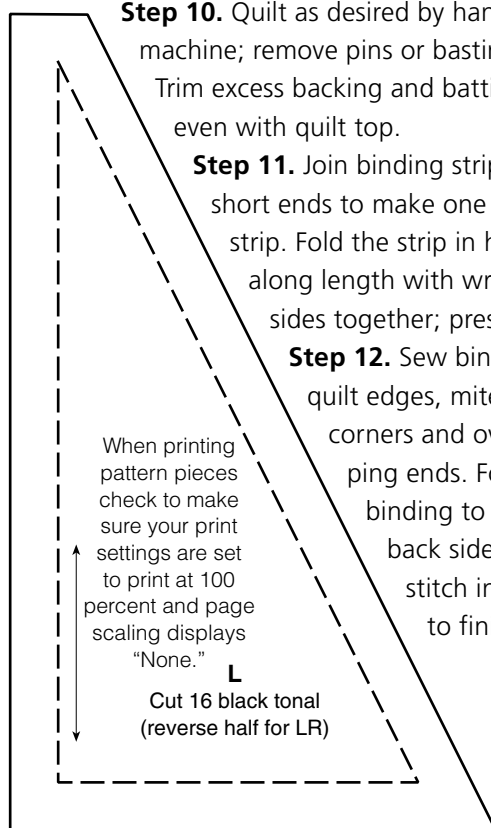 Step 10. Quilt as desired by han
machine; remove pins or bastin
Trim excess backing and batti
even with quilt top.
Step 11. Join binding strip
short ends to make one
strip. Fold the strip in h
along length with wr
sides together; pres
Step 12. Sew bin
quilt edges, mite
corners and ov
ping ends. Fo
binding to
back side
stitch in
to fin
When printing
pattern pieces
check to make
sure your print
settings are set
to print at 100
percent and page
scaling displays
“None.”
L
Cut 16 black tonal
(reverse half for LR)